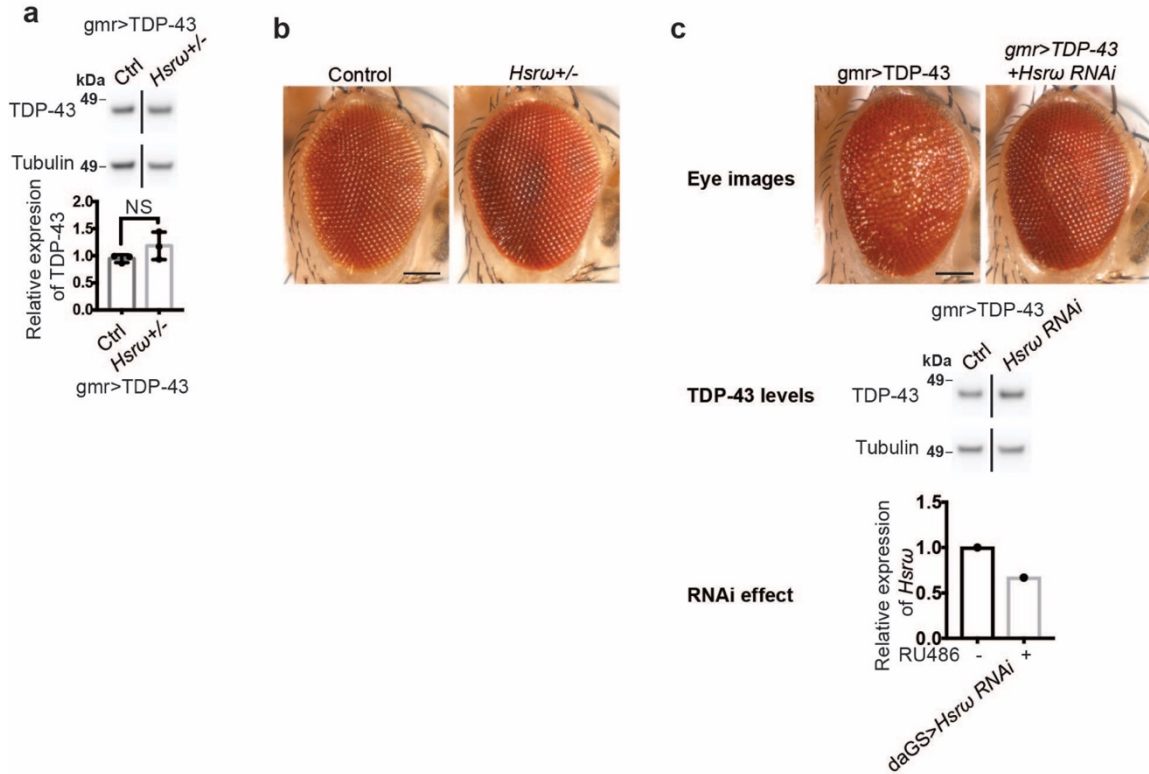 a
gmr>TDP-43
Ctrl
Hsrω+/-
kDa
49–
TDP-43
Tubulin
49–
NS
2.0
1.5
1.0
0.5
0.0
Relative expression
of TDP-43
Ctrl
Hsrω+/-
gmr>TDP-43
b
Control
Hsrω+/-
c
gmr>TDP-43
gmr>TDP-43
+Hsrω RNAi
Eye images
gmr>TDP-43
Ctrl
Hsrω RNAi
kDa
49–
TDP-43 levels
TDP-43
Tubulin
49–
1.5
1.0
0.5
0.0
Relative expression
of Hsrω
RNAi effect
RU486 - +
daGS>Hsrω RNAi